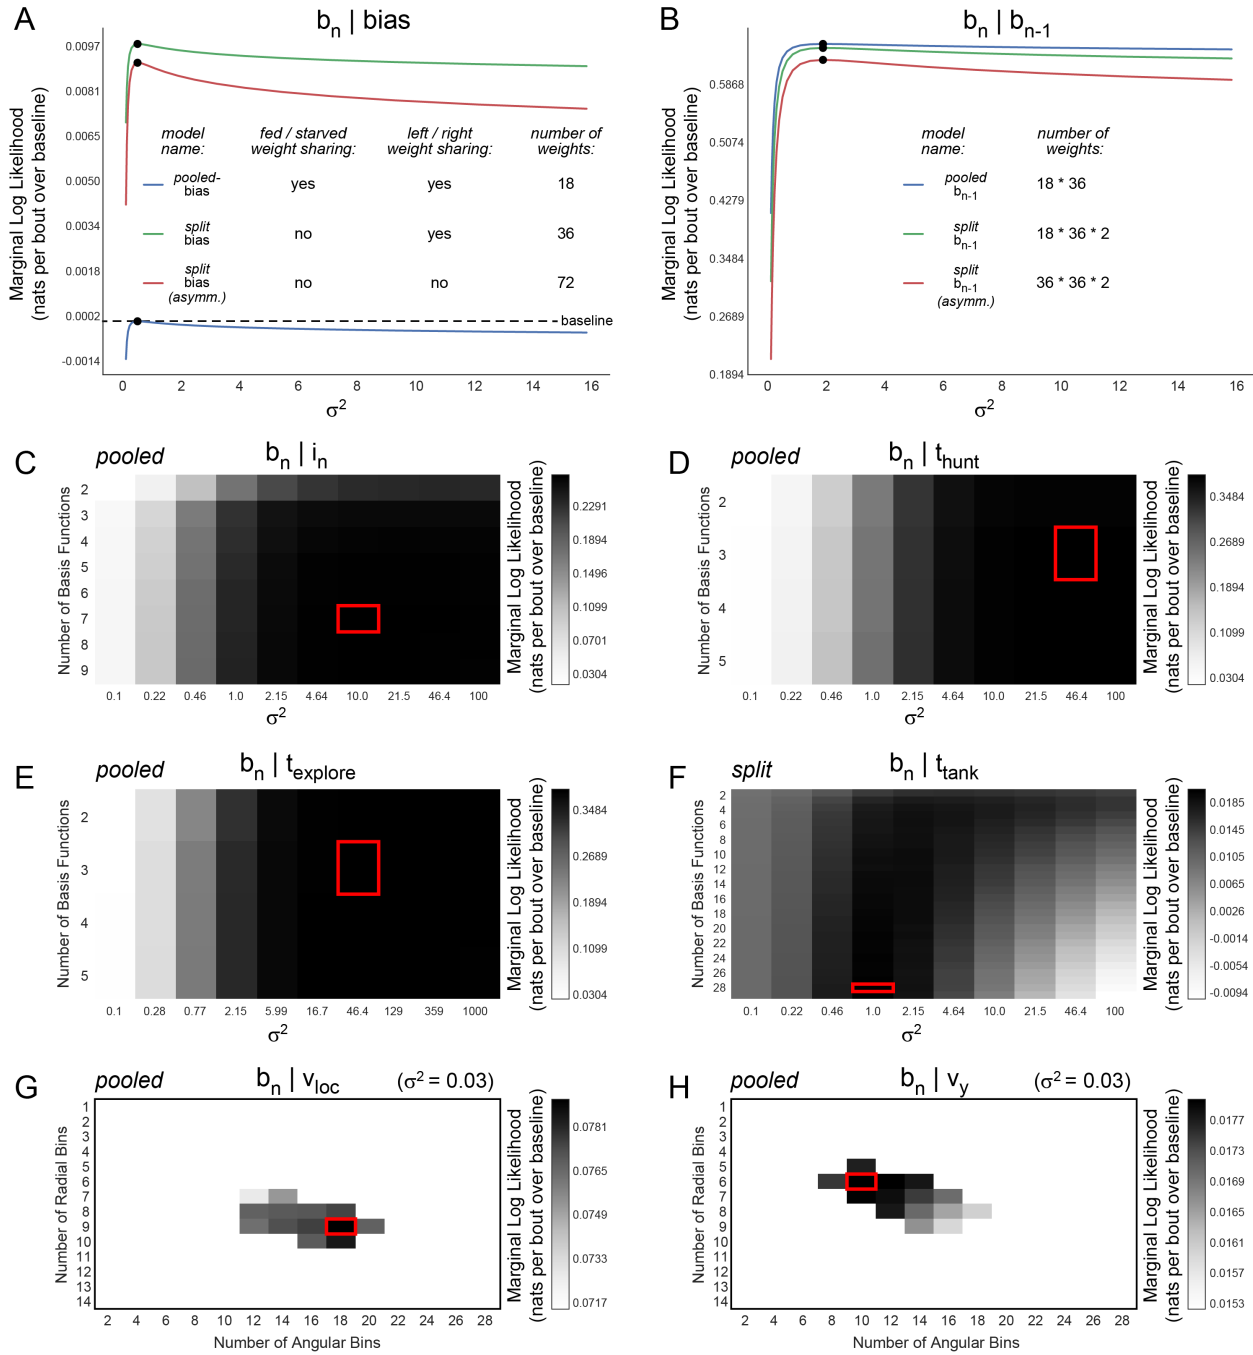 A
b_n | bias
Marginal Log Likelihood
(nats per bout over baseline)
0.0097
0.0081
0.0065
0.0050
0.0034
0.0018
0.0002
-0.0014
model name:
fed / starved weight sharing:
left / right weight sharing:
number of weights:
pooled-bias
yes
yes
18
split bias
no
yes
36
split bias (asymm.)
no
no
72
baseline
0 2 4 6 8 10 12 14 16
σ²
B
b_n | b_n-1
Marginal Log Likelihood
(nats per bout over baseline)
0.5868
0.5074
0.4279
0.3484
0.2689
0.1894
model name:
number of weights:
pooled b_n-1
18 * 36
split b_n-1
18 * 36 * 2
split b_n-1 (asymm.)
36 * 36 * 2
0 2 4 6 8 10 12 14 16
σ²
C
pooled
b_n | i_n
Number of Basis Functions
2
3
4
5
6
7
8
9
0.1 0.22 0.46 1.0 2.15 4.64 10.0 21.5 46.4 100
σ²
Marginal Log Likelihood
(nats per bout over baseline)
0.2291
0.1894
0.1496
0.1099
0.0701
0.0304
D
pooled
b_n | t_hunt
Number of Basis Functions
2
3
4
5
0.1 0.22 0.46 1.0 2.15 4.64 10.0 21.5 46.4 100
σ²
Marginal Log Likelihood
(nats per bout over baseline)
0.3484
0.2689
0.1894
0.1099
0.0304
E
pooled
b_n | t_explore
Number of Basis Functions
2
3
4
5
0.1 0.28 0.77 2.15 5.99 16.7 46.4 129 359 1000
σ²
Marginal Log Likelihood
(nats per bout over baseline)
0.3484
0.2689
0.1894
0.1099
0.0304
F
split
b_n | t_tank
Number of Basis Functions
2
4
6
8
10
12
14
16
18
20
22
24
26
28
0.1 0.22 0.46 1.0 2.15 4.64 10.0 21.5 46.4 100
σ²
Marginal Log Likelihood
(nats per bout over baseline)
0.0185
0.0145
0.0105
0.0065
0.0026
-0.0014
-0.0054
-0.0094
G
pooled
b_n | v_loc
(σ² = 0.03)
Number of Radial Bins
1
2
3
4
5
6
7
8
9
10
11
12
13
14
2 4 6 8 10 12 14 16 18 20 22 24 26 28
Number of Angular Bins
Marginal Log Likelihood
(nats per bout over baseline)
0.0781
0.0765
0.0749
0.0733
0.0717
H
pooled
b_n | v_y
(σ² = 0.03)
Number of Radial Bins
1
2
3
4
5
6
7
8
9
10
11
12
13
14
2 4 6 8 10 12 14 16 18 20 22 24 26 28
Number of Angular Bins
Marginal Log Likelihood
(nats per bout over baseline)
0.0177
0.0173
0.0169
0.0165
0.0161
0.0157
0.0153